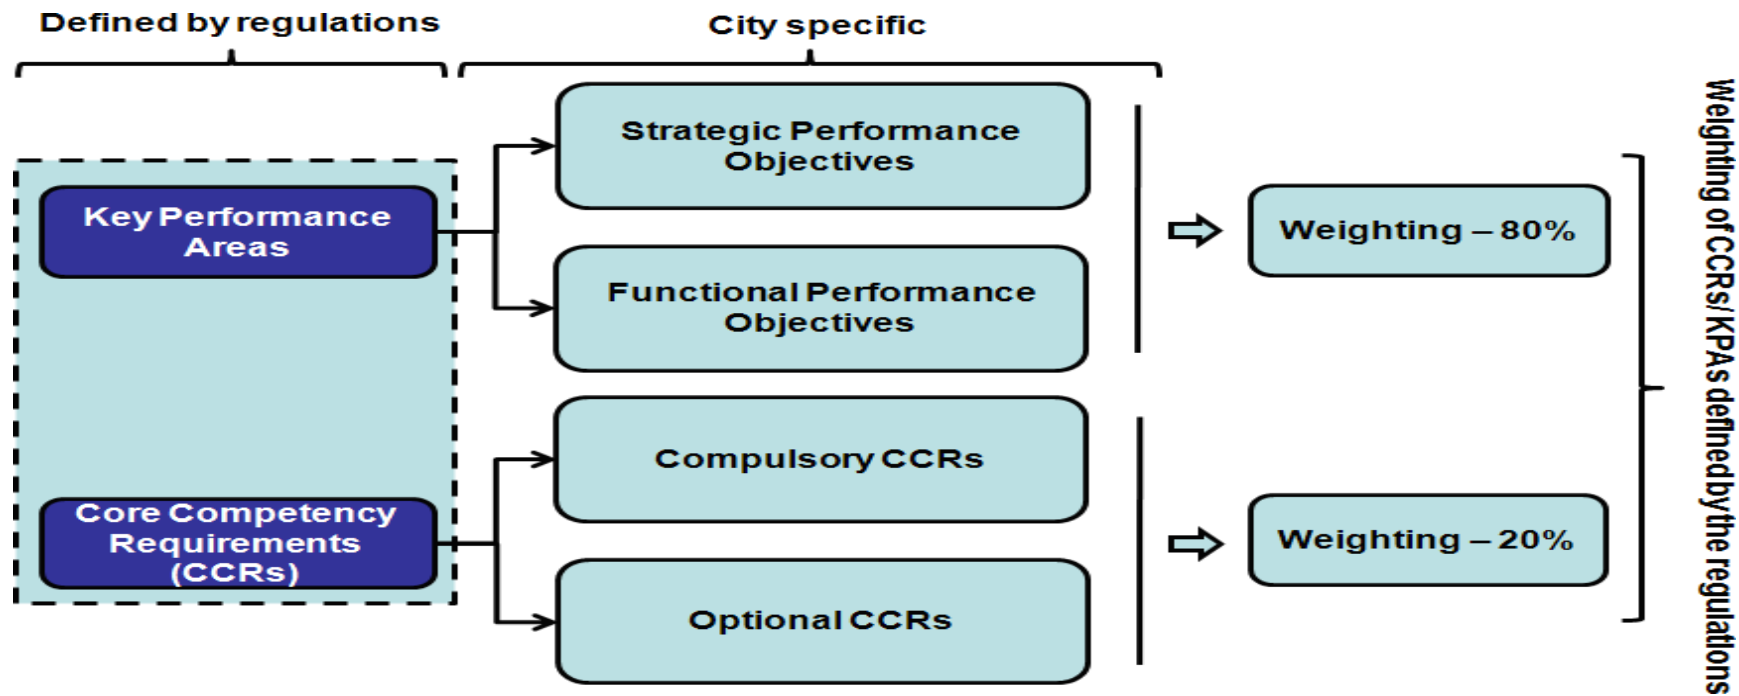 Defined by regulations
City specific
Key Performance
Areas
Strategic Performance
Objectives
Functional Performance
Objectives
Weighting – 80%
Core Competency
Requirements
(CCRs)
Compulsory CCRs
Optional CCRs
Weighting – 20%
Weighting of CCRs/ KPAs defined by the regulations